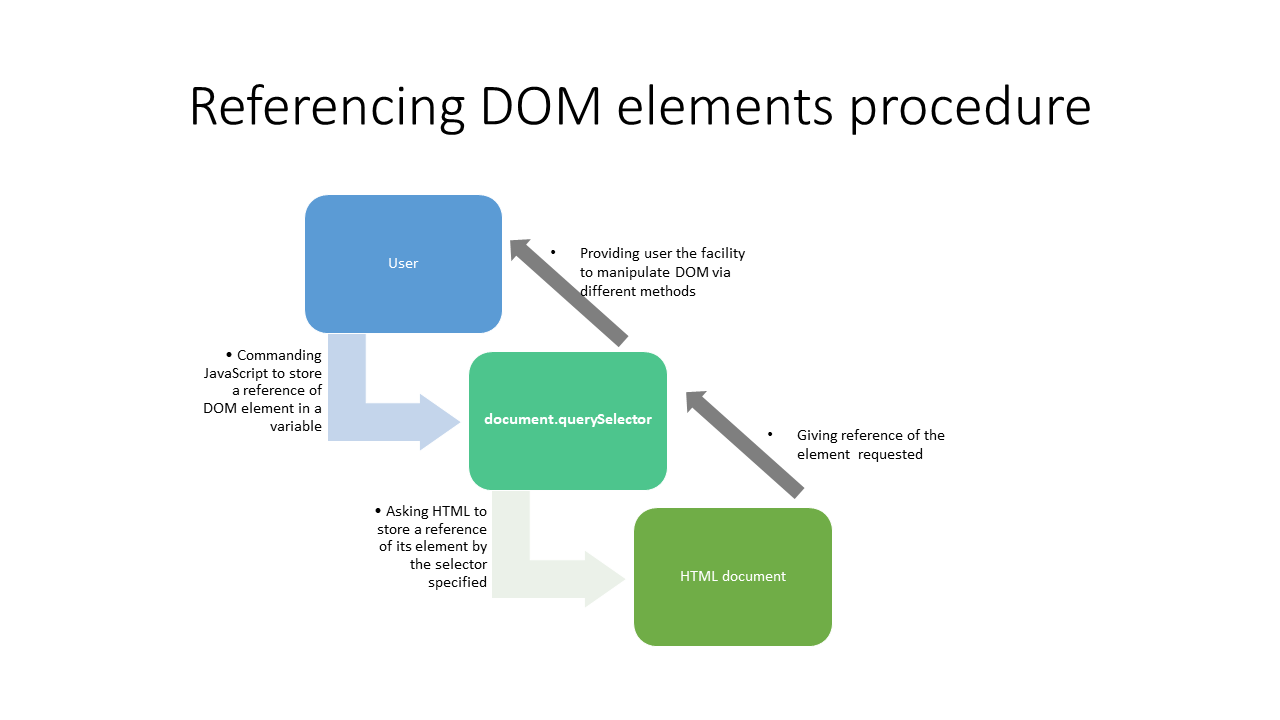 Referencing DOM elements procedure
User
• Providing user the facility
to manipulate DOM via
different methods
• Commanding
JavaScript to store
a reference of
DOM element in a
variable
document.querySelector
• Giving reference of the
element  requested
• Asking HTML to
store a reference
of its element by
the selector
specified
HTML document